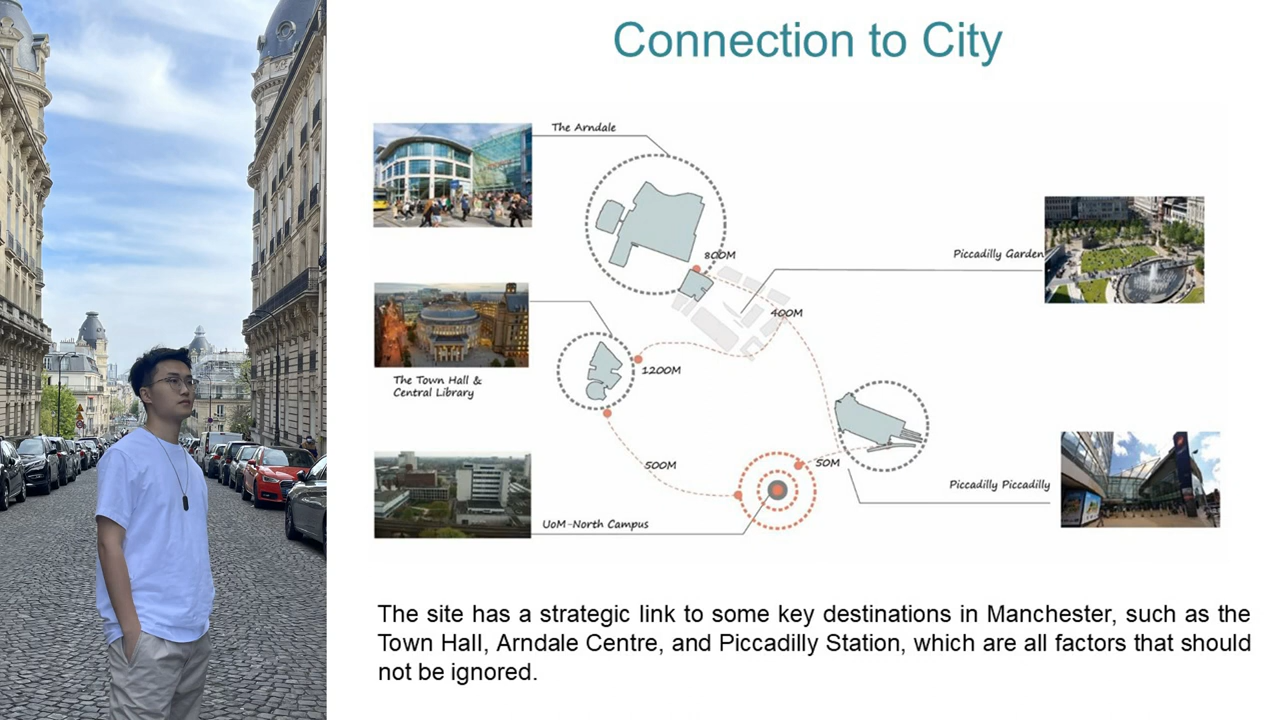 Connection to City
The Arndale
800M
Piccadilly Garden
400M
1200M
The Town Hall &
Central Library
500M
50M
Piccadilly Piccadilly
UoM-North Campus
The site has a strategic link to some key destinations in Manchester, such as the
Town Hall, Arndale Centre, and Piccadilly Station, which are all factors that should
not be ignored.